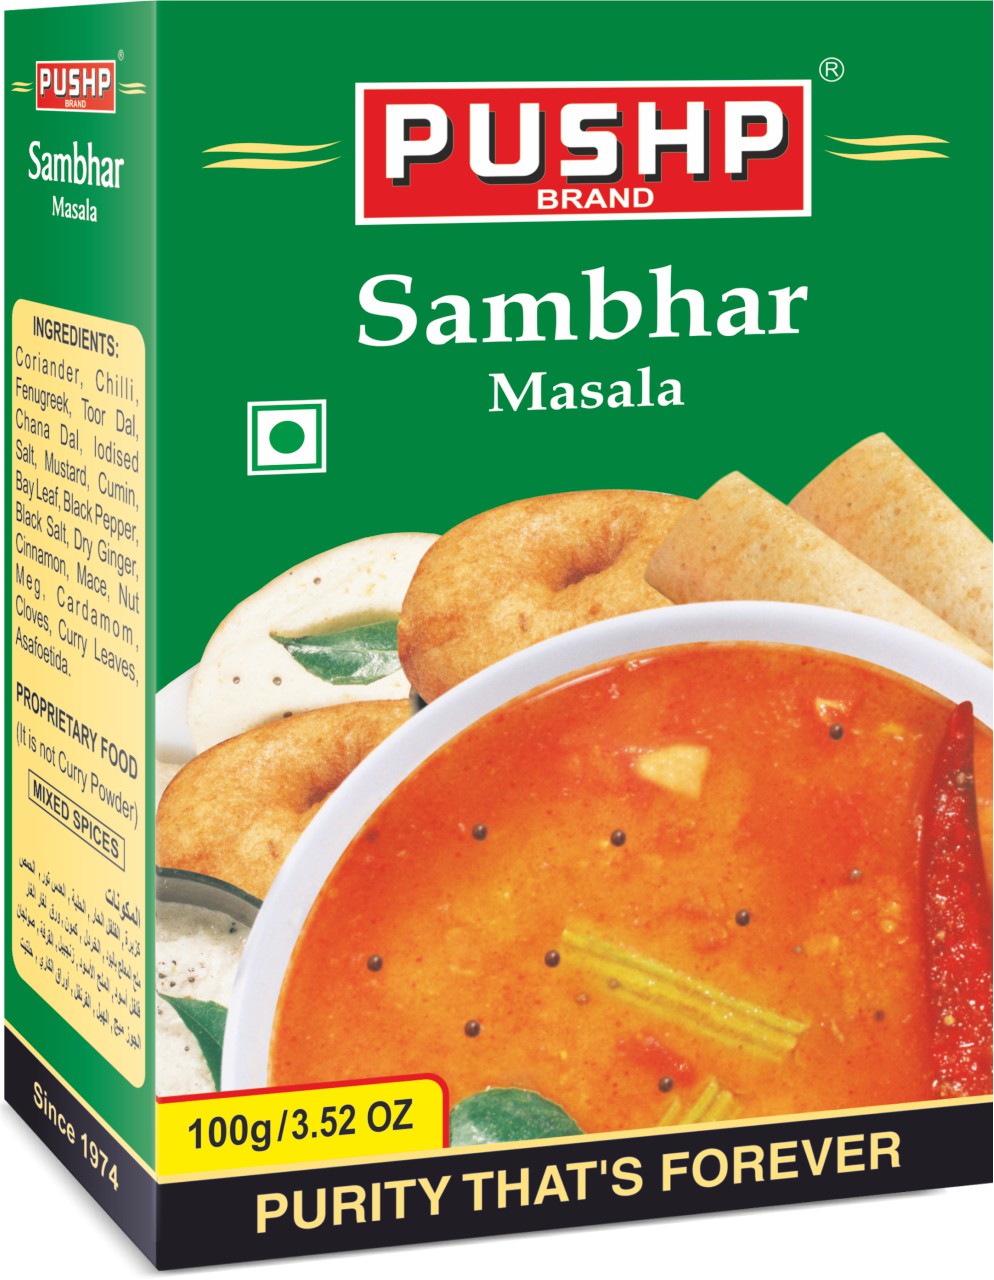 PUSHP
®
BRAND
Sambhar
Masala
INGREDIENTS:
Coriander, Chilli,
Fenugreek, Toor Dal,
Chana Dal, Iodised
Salt, Mustard, Cumin,
Bay Leaf, Black Pepper,
Black Salt, Dry Ginger,
Cinnamon, Mace, Nut
Meg, Cardamom,
Cloves, Curry Leaves,
Asafoetida.
PROPRIETARY FOOD
(It is not Curry Powder)
MIXED SPICES
المكونات
Since 1974
PUSHP
®
BRAND
Sambhar
Masala
100g/3.52 OZ
PURITY THAT'S FOREVER